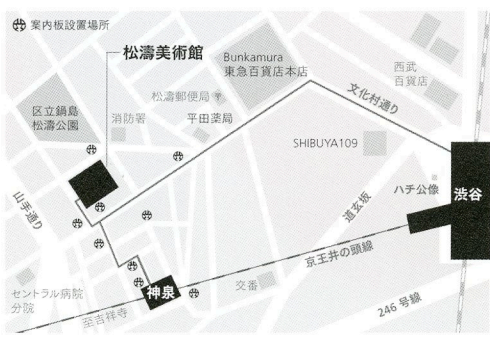 案内板設置場所
松濤美術館
Bunkamura
東急百貨店本店
西武
百貨店
文化村通り
松濤郵便局
区立鍋島
松濤公園
消防署
平田薬局
SHIBUYA109
ハチ公像
渋谷
山手通り
道玄坂
京王井の頭線
神泉
交番
セントラル病院
分院
至吉祥寺
246号線